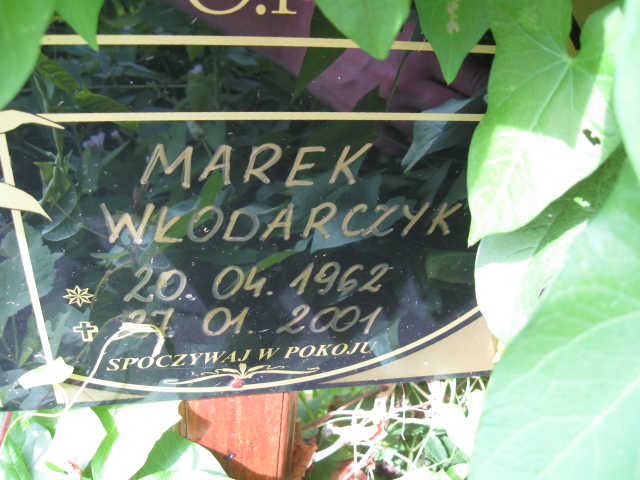 MAREK
WŁODARCZYK
20. 04. 1962
27 01. 2001
SPOCZYWAJ W POKOJU